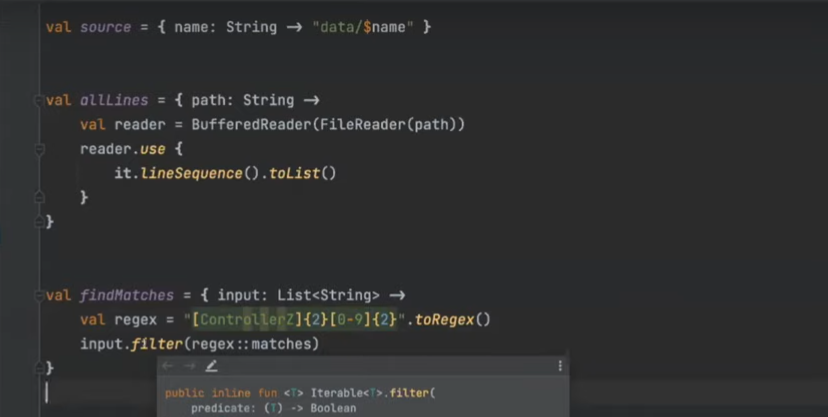 val source = { name: String → "data/$name" }
val allLines = { path: String →
val reader = BufferedReader(FileReader(path))
reader.use {
it.lineSequence().toList()
}
}
val findMatches = { input: List<String> →
val regex = "[ControllerZ]{2}[0-9]{2}".toRegex()
input.filter(regex::matches)
}
public inline fun <T> Iterable<T>.filter(
predicate: (T) -> Boolean